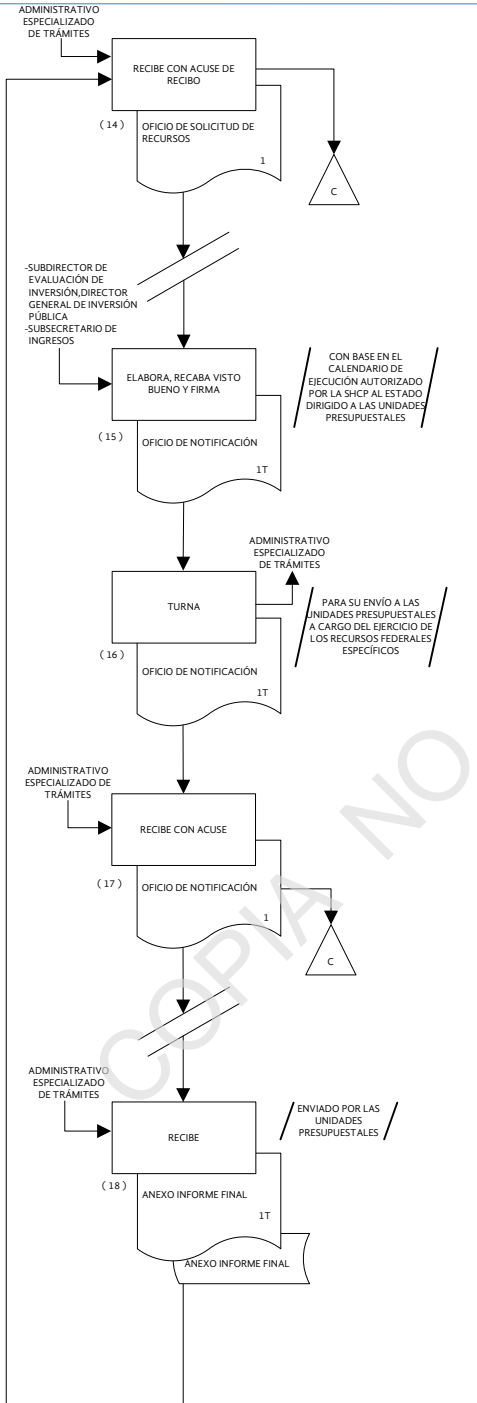 ADMINISTRATIVO
ESPECIALIZADO
DE TRÁMITES
RECIBE CON ACUSE DE
RECIBO
( 14 )
OFICIO DE SOLICITUD DE
RECURSOS
1
C
-SUBDIRECTOR DE
EVALUACIÓN DE
INVERSIÓN,DIRECTOR
GENERAL DE INVERSIÓN
PÚBLICA
-SUBSECRETARIO DE
INGRESOS
ELABORA, RECABA VISTO
BUENO Y FIRMA
CON BASE EN EL
CALENDARIO DE
EJECUCIÓN AUTORIZADO
POR LA SHCP AL ESTADO
DIRIGIDO A LAS UNIDADES
PRESUPUESTALES
( 15 )
OFICIO DE NOTIFICACIÓN
1T
ADMINISTRATIVO
ESPECIALIZADO
DE TRÁMITES
TURNA
PARA SU ENVÍO A LAS
UNIDADES PRESUPUESTALES
A CARGO DEL EJERCICIO DE
LOS RECURSOS FEDERALES
ESPECÍFICOS
( 16 )
OFICIO DE NOTIFICACIÓN
1T
ADMINISTRATIVO
ESPECIALIZADO DE
TRÁMITES
RECIBE CON ACUSE
( 17 )
OFICIO DE NOTIFICACIÓN
1
C
ADMINISTRATIVO
ESPECIALIZADO
DE TRÁMITES
RECIBE
ENVIADO POR LAS
UNIDADES
PRESUPUESTALES
( 18 )
ANEXO INFORME FINAL
1T
ANEXO INFORME FINAL
COPIA NO